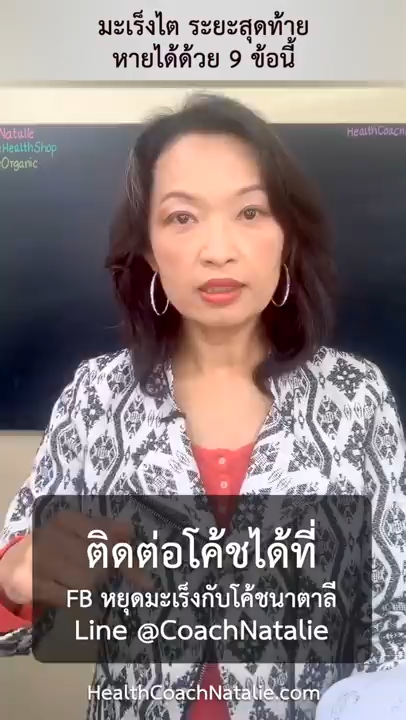 มะเร็งไต ระยะสุดท้าย
หายได้ด้วย 9 ข้อนี้
Natalie
HealthShop
Organic
HealthCoach
ติดต่อโค้ชได้ที่
FB หยุดมะเร็งกับโค้ชนาตาลี
Line @CoachNatalie
HealthCoachNatalie.com